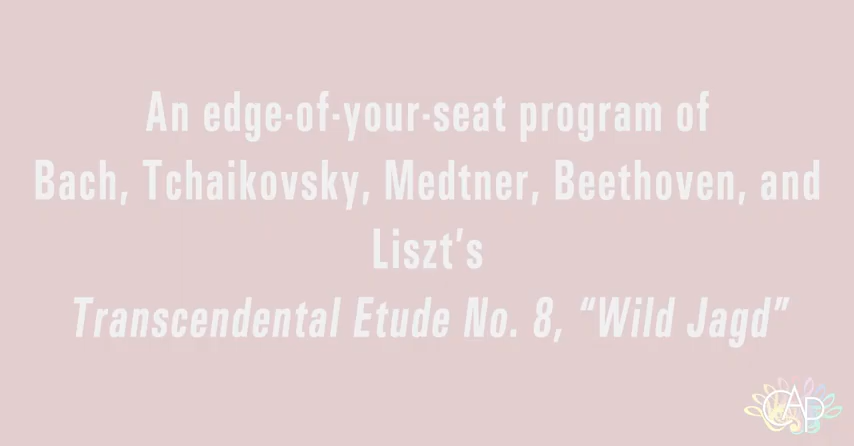 An edge-of-your-seat program of
Bach, Tchaikovsky, Medtner, Beethoven, and
Liszt’s
Transcendental Etude No. 8, “Wild Jagd”
CAP